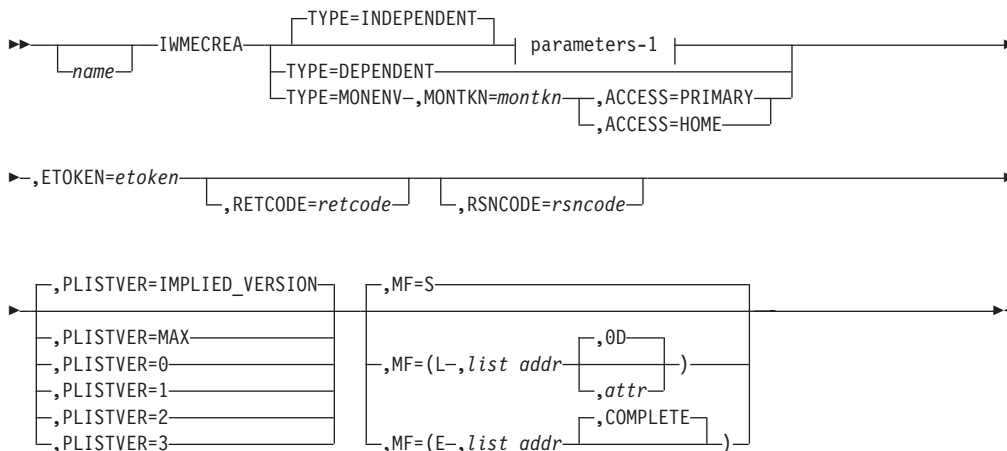 TYPE=INDEPENDENT
name IWMECREA parameters-1
TYPE=DEPENDENT
TYPE=MONENV ,MONTKN=montkn ,ACCESS=PRIMARY
,ACCESS=HOME
,ETOKEN=etoken
,RETCODE=retcode ,RSNCODE=rsncode
,PLISTVER=IMPLIED_VERSION ,MF=S
,PLISTVER=MAX ,0D
,PLISTVER=0 ,MF=(L ,list addr )
,PLISTVER=1 ,attr
,PLISTVER=2 ,COMPLETE
,PLISTVER=3 ,MF=(E ,list addr )